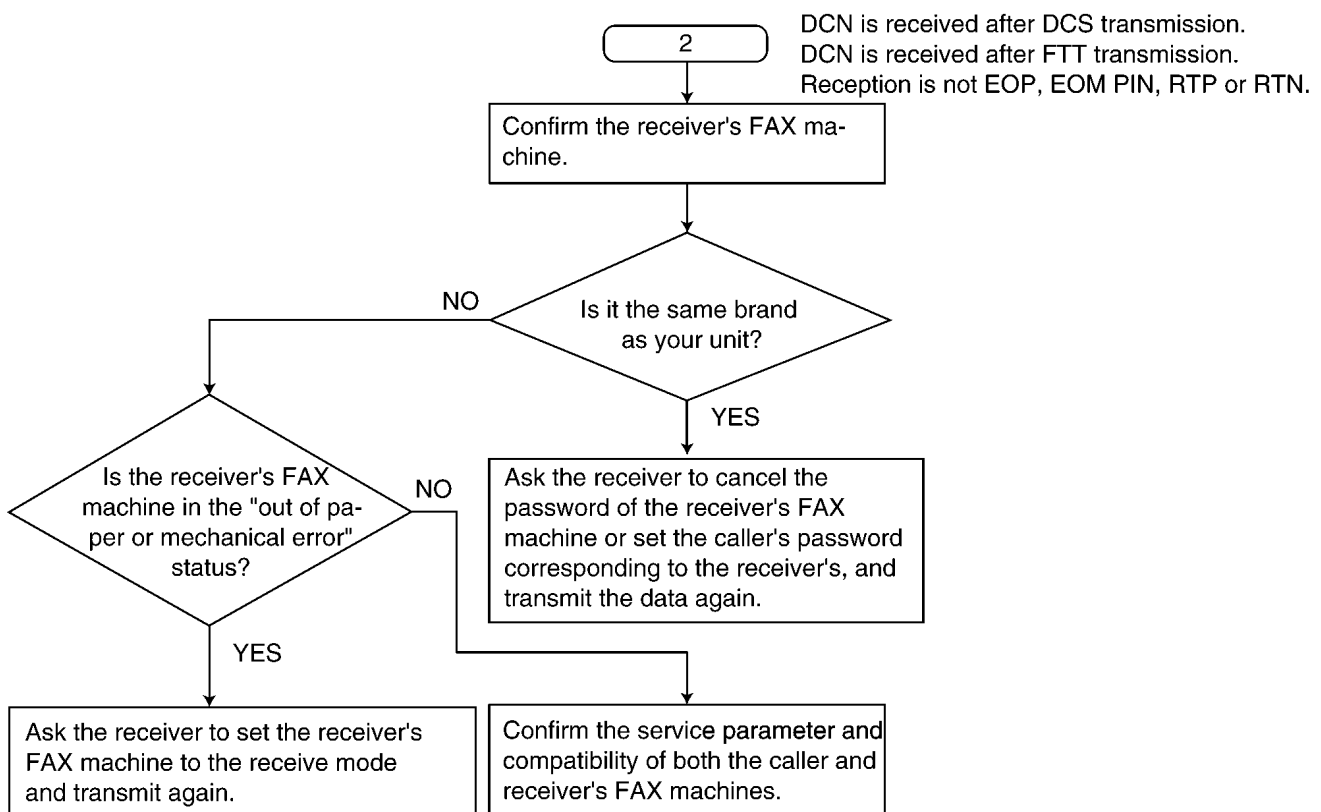 2
DCN is received after DCS transmission.
DCN is received after FTT transmission.
Reception is not EOP, EOM PIN, RTP or RTN.
Confirm the receiver's FAX ma-
chine.
Is it the same brand
as your unit?
NO
YES
Is the receiver's FAX
machine in the "out of pa-
per or mechanical error"
status?
NO
YES
Ask the receiver to cancel the
password of the receiver's FAX
machine or set the caller's password
corresponding to the receiver's, and
transmit the data again.
Ask the receiver to set the receiver's
FAX machine to the receive mode
and transmit again.
Confirm the service parameter and
compatibility of both the caller and
receiver's FAX machines.